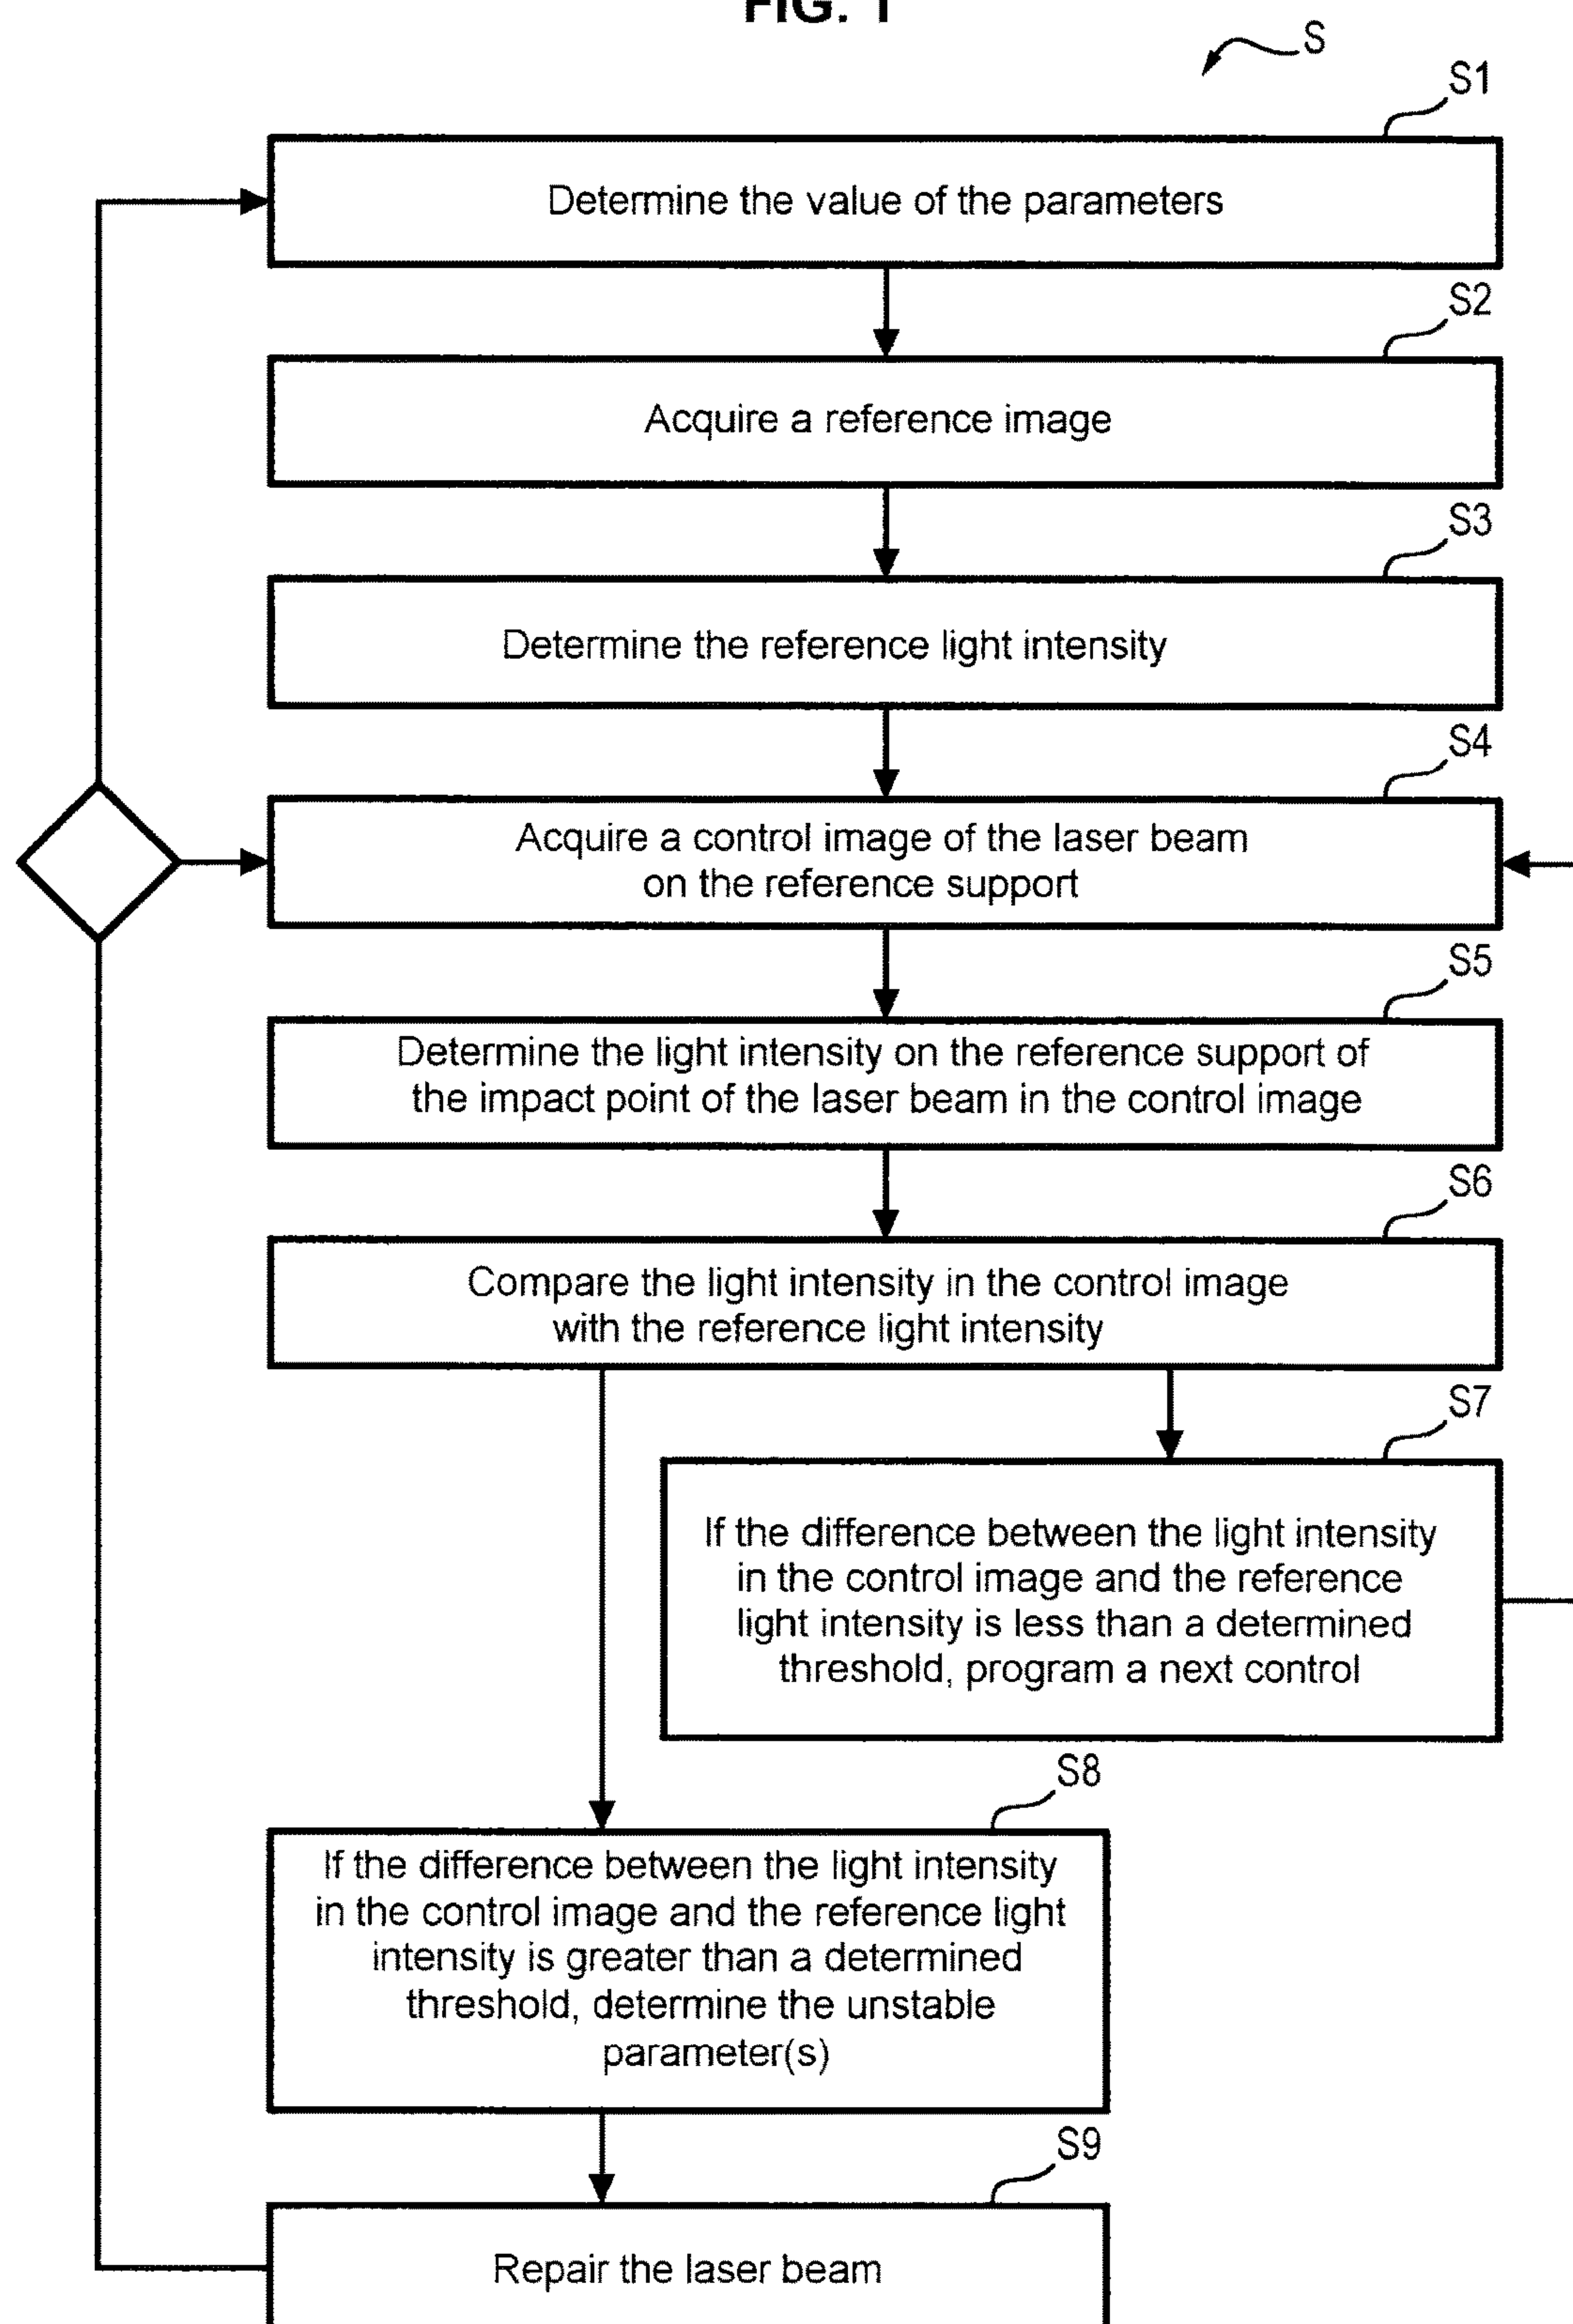 FIG. 1
S
S1
Determine the value of the parameters
S2
Acquire a reference image
S3
Determine the reference light intensity
S4
Acquire a control image of the laser beam
on the reference support
S5
Determine the light intensity on the reference support of
the impact point of the laser beam in the control image
S6
Compare the light intensity in the control image
with the reference light intensity
S7
If the difference between the light intensity
in the control image and the reference
light intensity is less than a determined
threshold, program a next control
S8
If the difference between the light intensity
in the control image and the reference light
intensity is greater than a determined
threshold, determine the unstable
parameter(s)
S9
Repair the laser beam